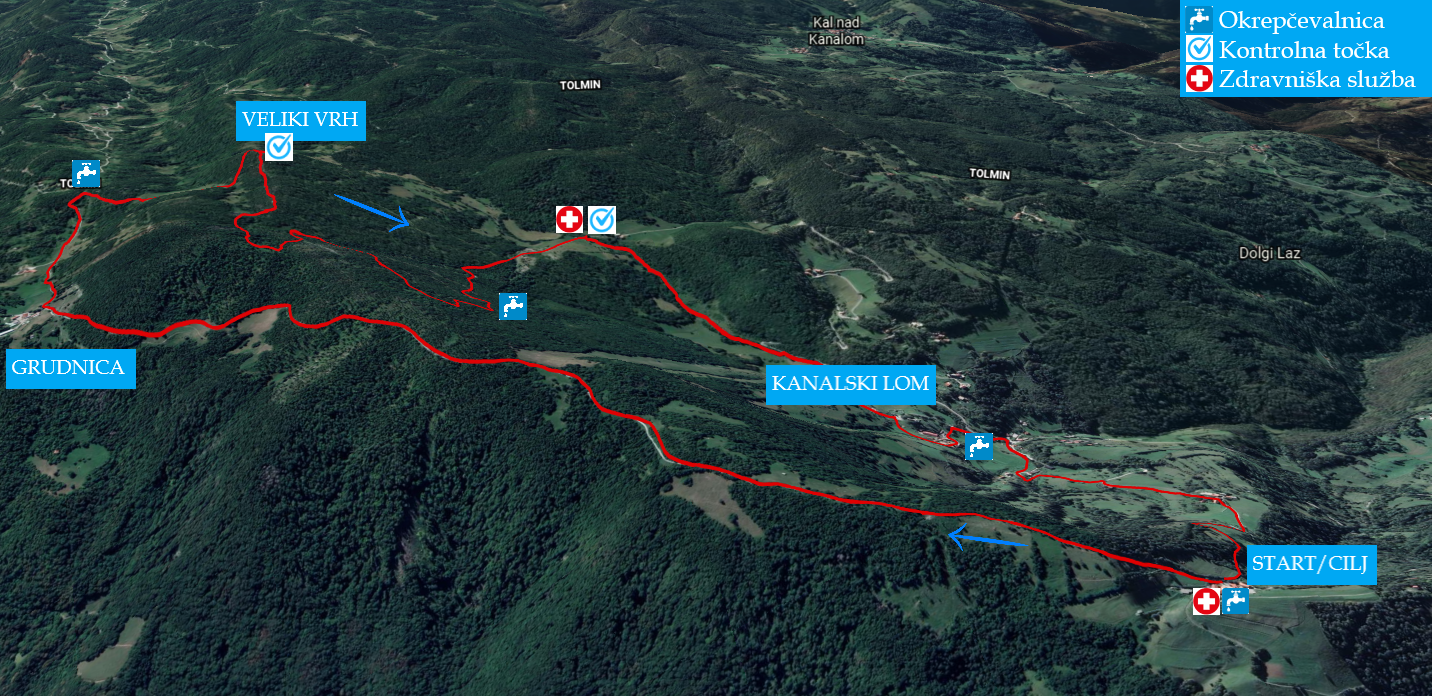 Okrepčevalnica
Kontrolna točka
Zdravniška služba
Kal nad
Kanalom
TOLMIN
VELIKI VRH
TO
TOLMIN
Dolgi Laz
GRUDNICA
KANALSKI LOM
START/CILJ